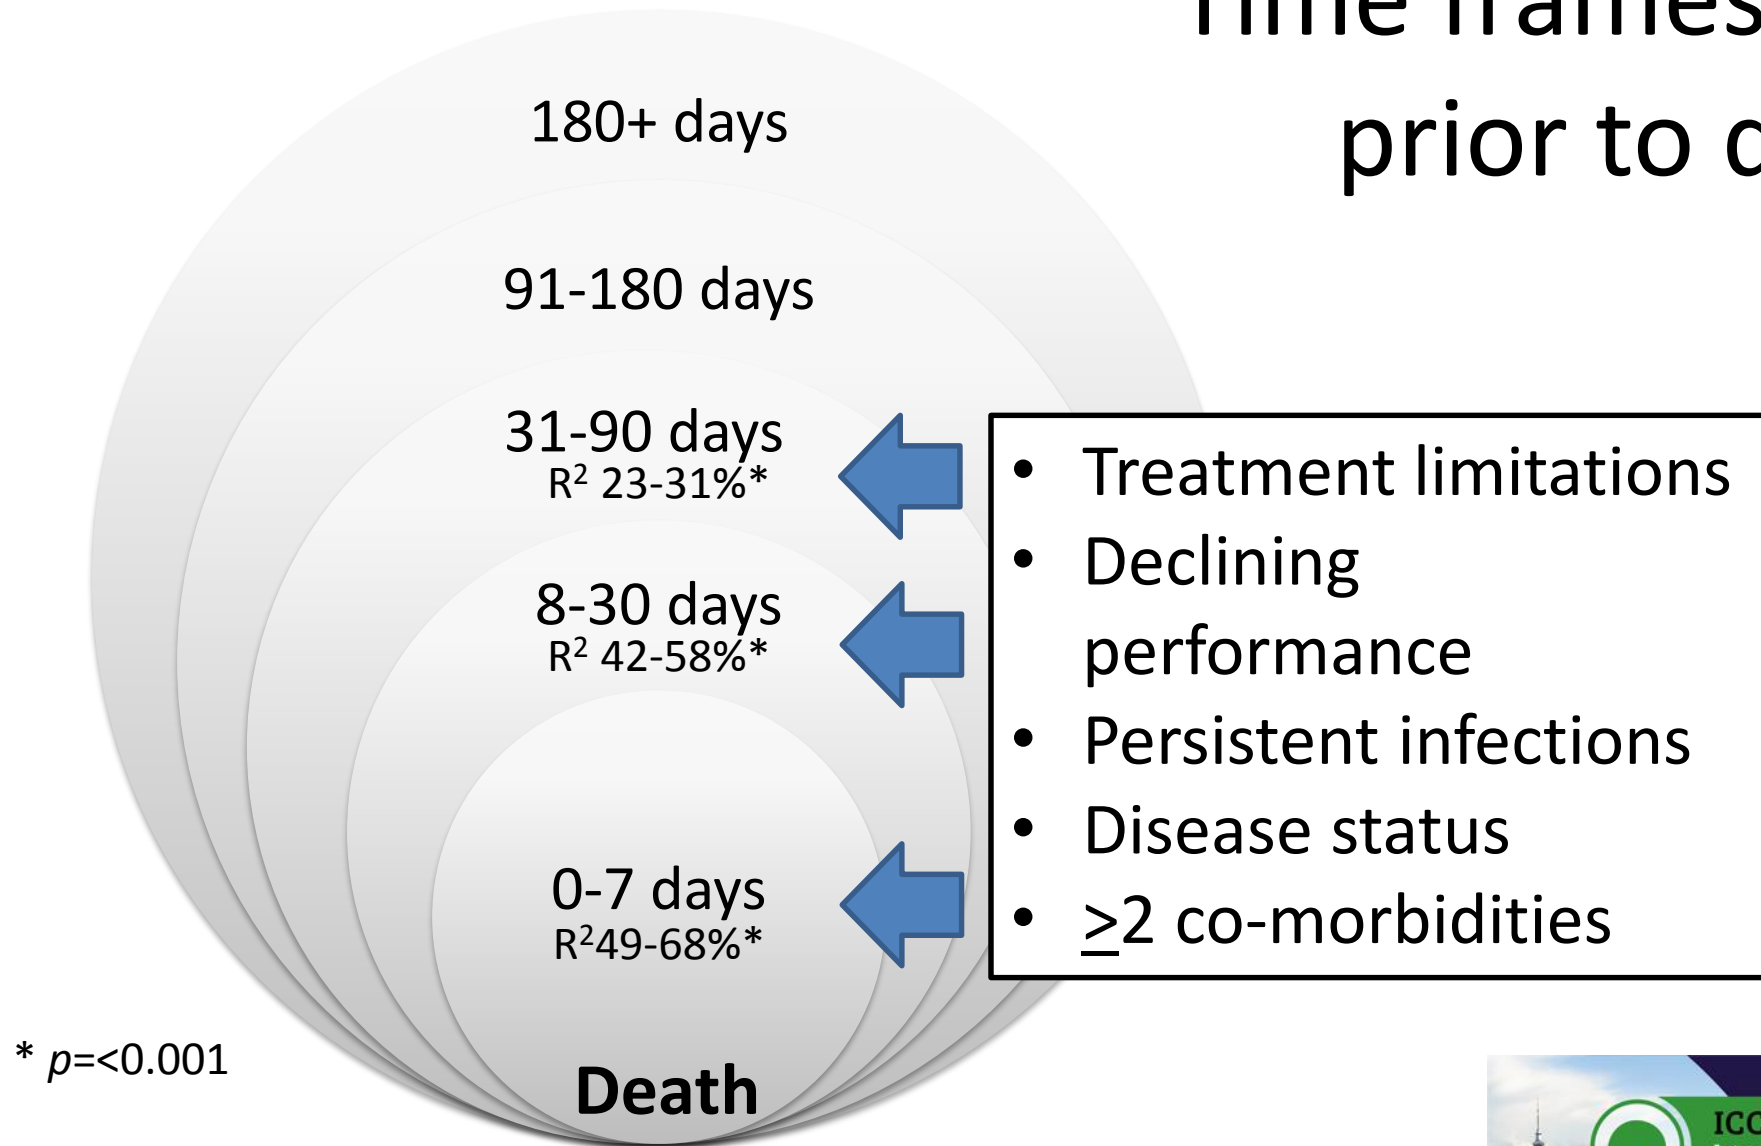 Time frames
prior to
180+ days
91-180 days
31-90 days
R² 23-31%*
8-30 days
R² 42-58%*
0-7 days
R²49-68%*
Death
• Treatment limitations
• Declining
performance
• Persistent infections
• Disease status
• ≥2 co-morbidities
* p=<0.001